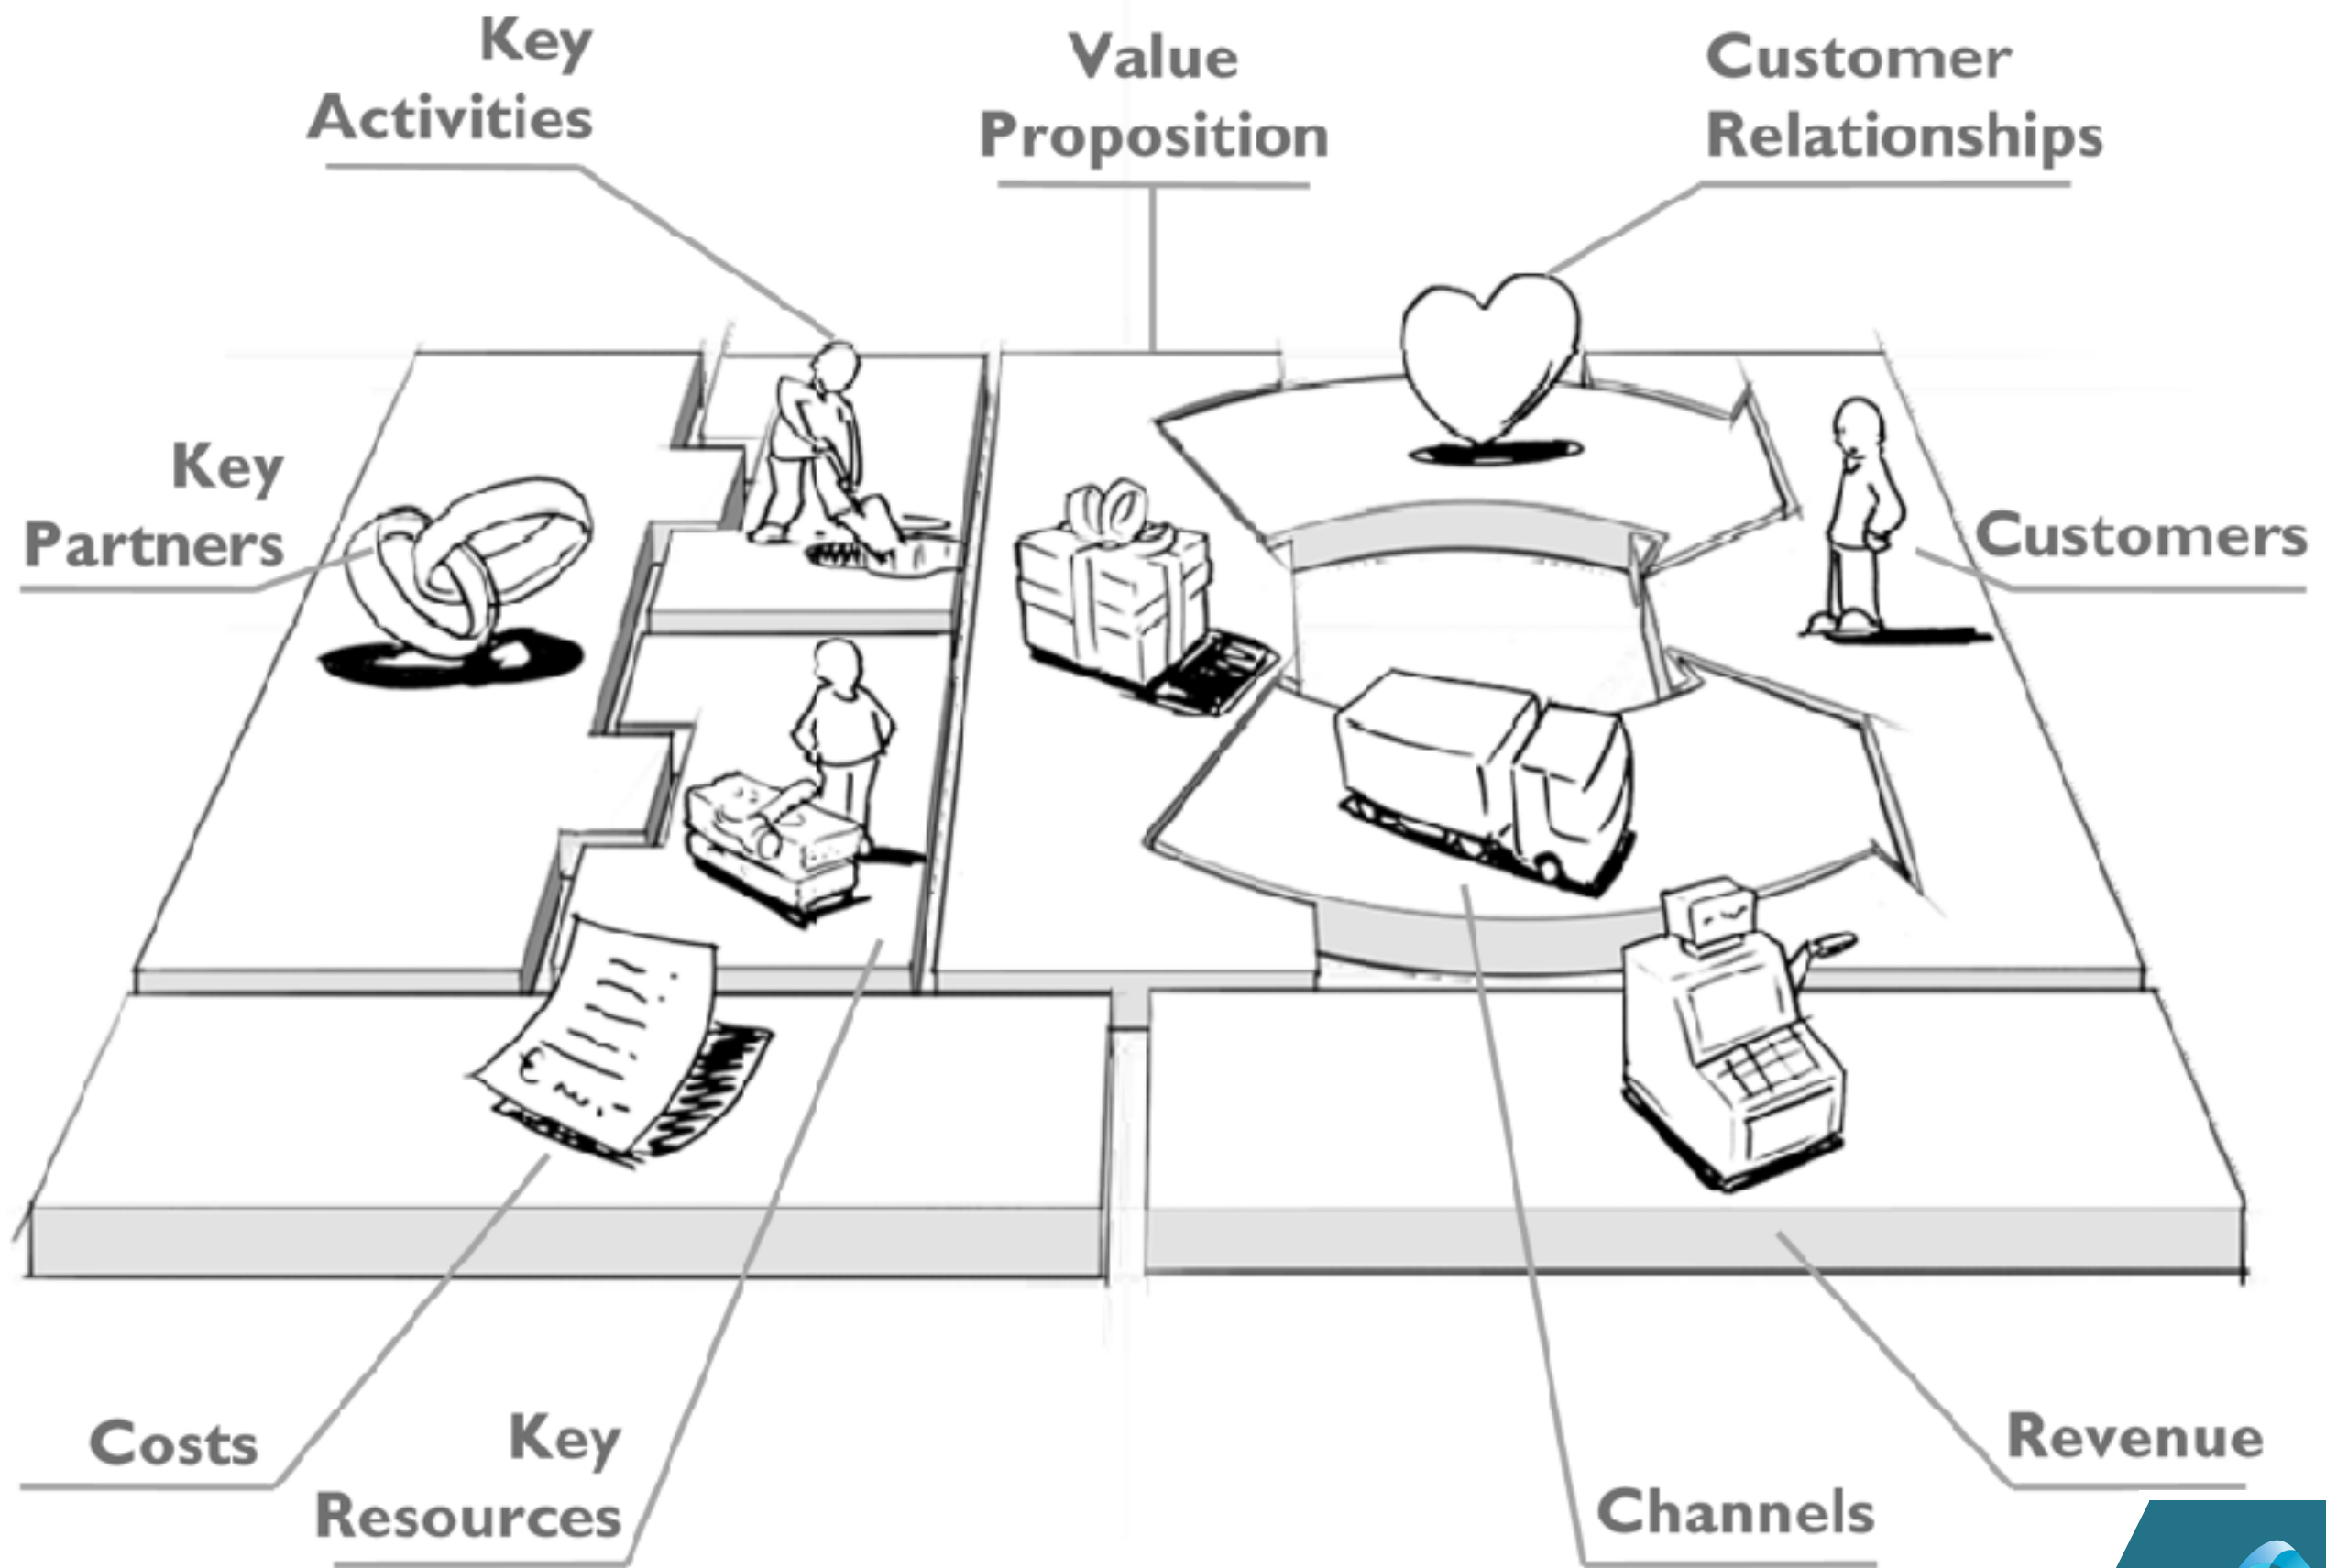 Key
Activities
Value
Proposition
Customer
Relationships
Key
Partners
Customers
Costs
Key
Resources
Channels
Revenue